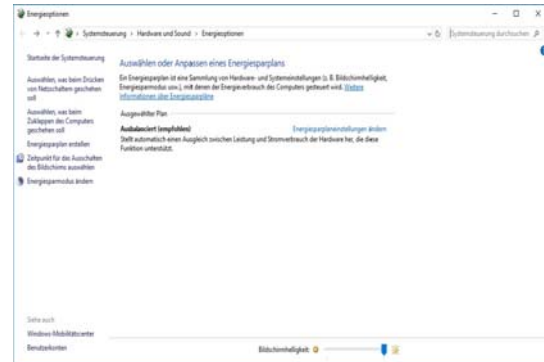 Energieoptionen
Systemsteuerung › Hardware und Sound › Energieoptionen
Systemsteuerung durchsuchen
Startseite der Systemsteuerung
Auswählen, was beim Drücken
von Netzschaltern geschehen
soll
Auswählen, was beim
Zuklappen des Computers
geschehen soll
Energiesparplan erstellen
Zeitpunkt für das Ausschalten
des Bildschirms auswählen
Energiesparmodus ändern
Auswählen oder Anpassen eines Energiesparplans
Ein Energiesparplan ist eine Sammlung von Hardware- und Systemeinstellungen (z. B. Bildschirmhelligkeit,
Energiesparmodus usw.), mit denen der Energieverbrauch des Computers gesteuert wird. Weitere
Informationen über Energiesparpläne
Ausgewählter Plan
Ausbalanciert (empfohlen) Energiesparplaneinstellungen ändern
Stellt automatisch einen Ausgleich zwischen Leistung und Stromverbrauch der Hardware her, die diese
Funktion unterstützt.
Siehe auch
Windows-Mobilitätscenter
Benutzerkonten
Bildschirmhelligkeit: